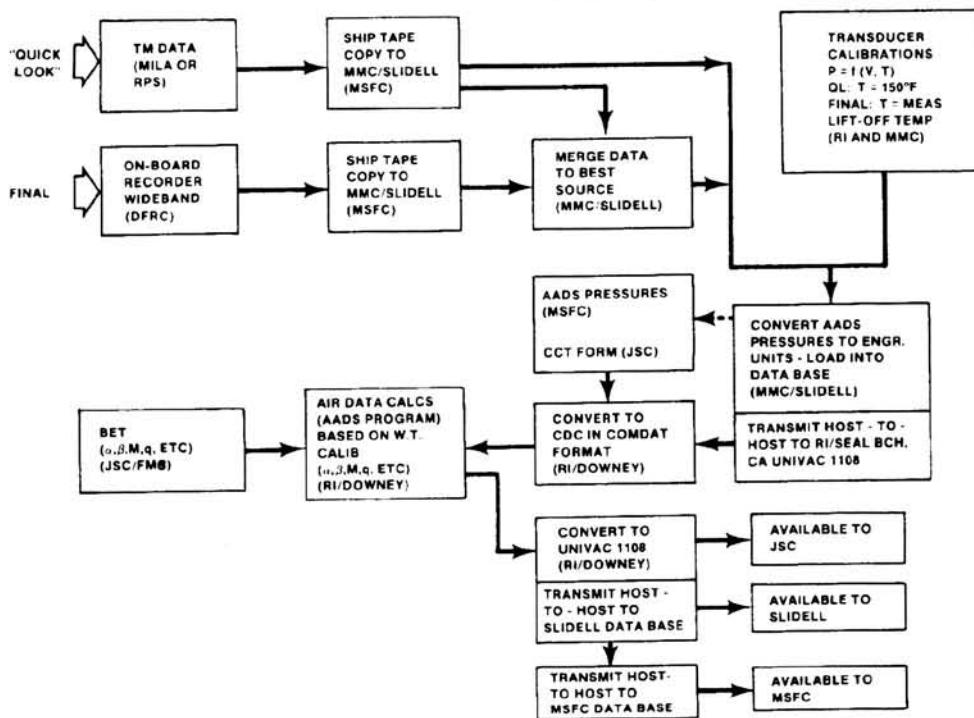 "QUICK
LOOK"
TM DATA
(MILA OR
RPS)
SHIP TAPE
COPY TO
MMC/SLIDELL
(MSFC)
TRANSDUCER
CALIBRATIONS
P = f (V, T)
QL: T = 150°F
FINAL: T = MEAS
LIFT-OFF TEMP
(RI AND MMC)
FINAL
ON-BOARD
RECORDER
WIDEBAND
(DFRC)
SHIP TAPE
COPY TO
MMC/SLIDELL
(MSFC)
MERGE DATA
TO BEST
SOURCE
(MMC/SLIDELL)
AADS PRESSURES
(MSFC)
CCT FORM (JSC)
CONVERT AADS
PRESSURES TO ENGR.
UNITS - LOAD INTO
DATA BASE
(MMC/SLIDELL)
TRANSMIT HOST - TO -
HOST TO RI/SEAL BCH,
CA UNIVAC 1108
CONVERT TO
CDC IN COMDAT
FORMAT
(RI/DOWNEY)
AIR DATA CALCS
(AADS PROGRAM)
BASED ON W.T.
CALIB
(α,β,M,q, ETC)
(RI/DOWNEY)
BET
(α,β,M,q, ETC)
CONVERT TO
UNIVAC 1108
(RI/DOWNEY)
AVAILABLE TO
JSC
TRANSMIT HOST -
TO - HOST TO
SLIDELL DATA BASE
AVAILABLE TO
SLIDELL
TRANSMIT HOST-
TO HOST TO
MSFC DATA BASE
AVAILABLE TO
MSFC